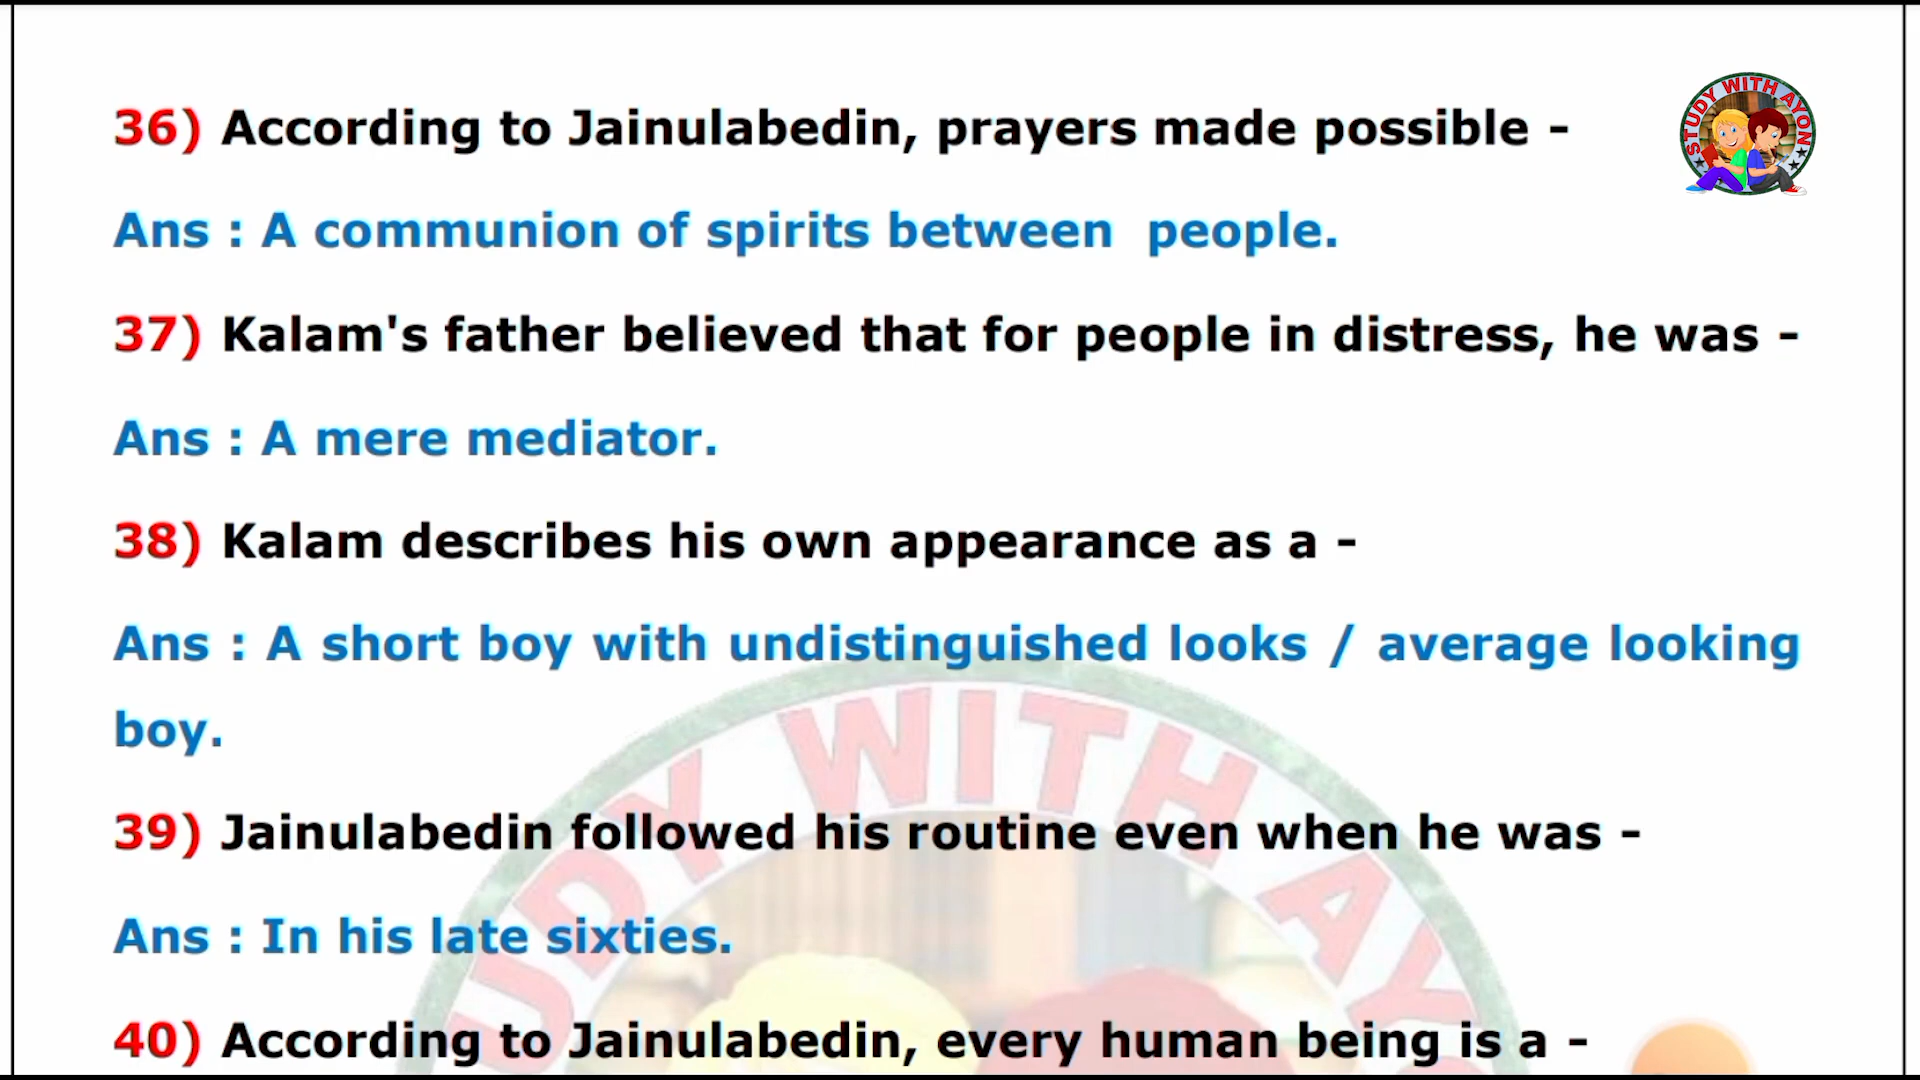 36) According to Jainulabedin, prayers made possible -
STUDY WITH AYON
Ans : A communion of spirits between people.
37) Kalam's father believed that for people in distress, he was -
Ans : A mere mediator.
38) Kalam describes his own appearance as a -
Ans : A short boy with undistinguished looks / average looking
boy.
39) Jainulabedin followed his routine even when he was -
Ans : In his late sixties.
40) According to Jainulabedin, every human being is a -
UDY WITH AYO